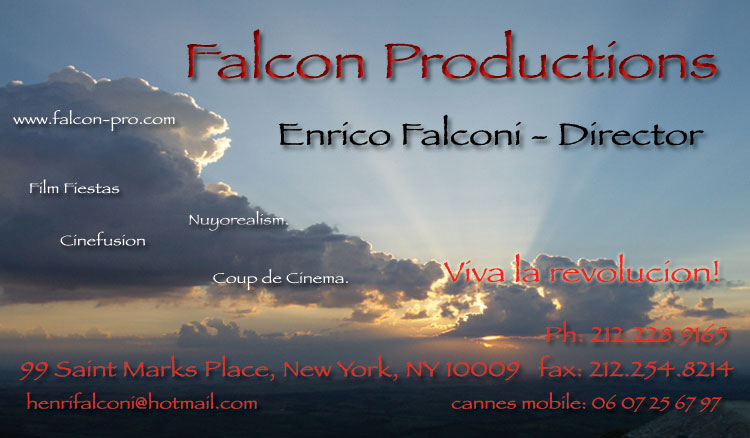 Falcon Productions
www.falcon-pro.com
Enrico Falconi - Director
Film Fiestas
Nuyorealism.
Cinefusion
Coup de Cinema.
Viva la revolucion!
Ph: 212.228.9165
99 Saint Marks Place, New York, NY 10009 fax: 212.254.8214
henrifalconi@hotmail.com
cannes mobile: 06 07 25 67 97